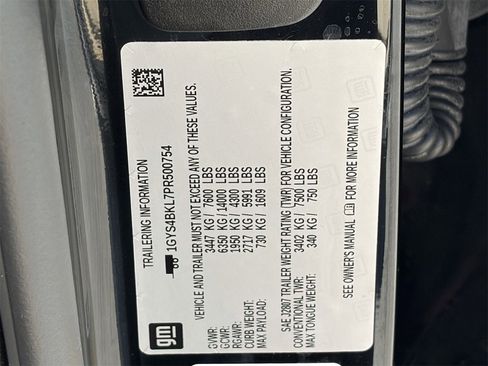 TRAILERING INFORMATION
1GYS4BKL7PR500754
VEHICLE AND TRAILER MUST NOT EXCEED ANY OF THESE VALUES.
GVWR: 3447 KG / 7600 LBS
GCWR: 6350 KG / 14000 LBS
RGAWR: 1950 KG / 4300 LBS
CURB WEIGHT: 2717 KG / 5991 LBS
MAX PAYLOAD: 730 KG / 1609 LBS
SAE J2807 TRAILER WEIGHT RATING (TWR) FOR VEHICLE CONFIGURATION.
CONVENTIONAL TWR: 3402 KG / 7500 LBS
MAX TONGUE WEIGHT: 340 KG / 750 LBS
SEE OWNER'S MANUAL FOR MORE INFORMATION
gm